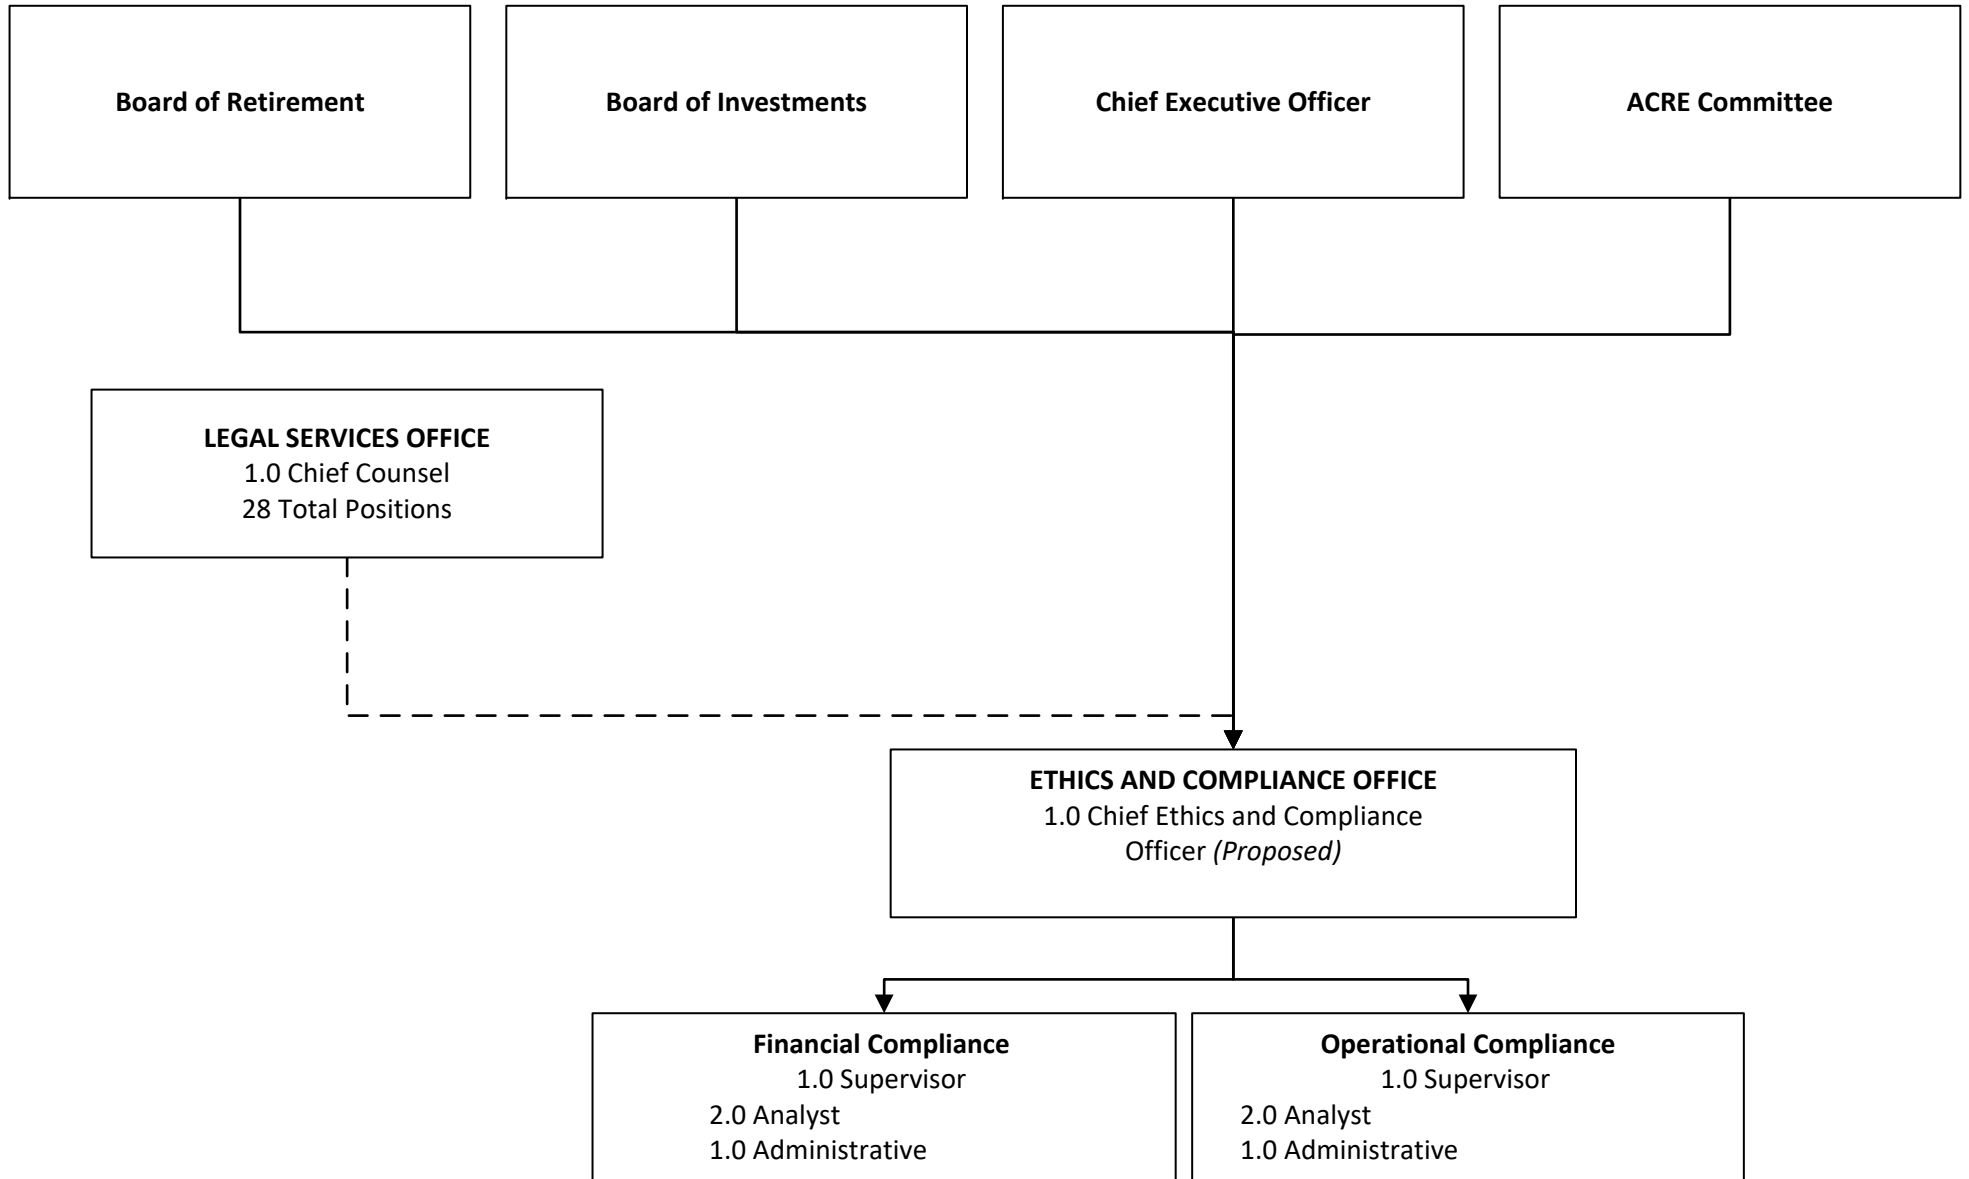 Board of Retirement
Board of Investments
Chief Executive Officer
ACRE Committee
LEGAL SERVICES OFFICE
1.0 Chief Counsel
28 Total Positions
ETHICS AND COMPLIANCE OFFICE
1.0 Chief Ethics and Compliance
Officer (Proposed)
Financial Compliance
1.0 Supervisor
2.0 Analyst
1.0 Administrative
Operational Compliance
1.0 Supervisor
2.0 Analyst
1.0 Administrative